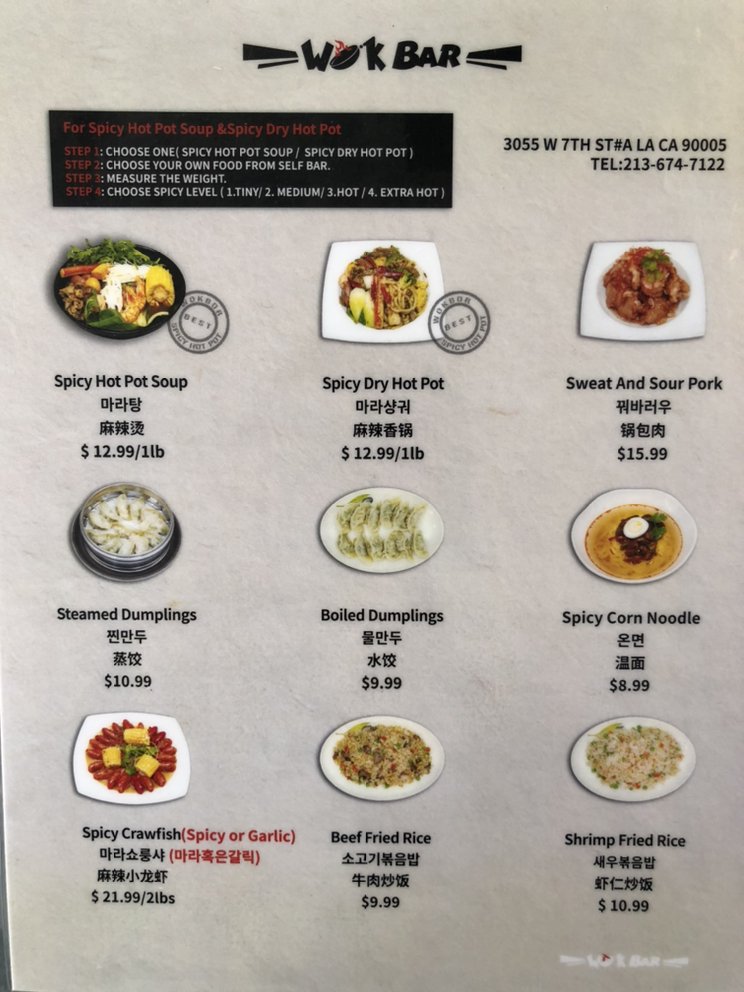 WOK BAR
For Spicy Hot Pot Soup &Spicy Dry Hot Pot
STEP 1: CHOOSE ONE( SPICY HOT POT SOUP / SPICY DRY HOT POT )
STEP 2: CHOOSE YOUR OWN FOOD FROM SELF BAR.
STEP 3: MEASURE THE WEIGHT.
STEP 4: CHOOSE SPICY LEVEL ( 1.TINY/ 2. MEDIUM/ 3.HOT / 4. EXTRA HOT )
3055 W 7TH ST#A LA CA 90005
TEL:213-674-7122
WOKBOR
BEST
SPICY HOT POT
WOKBOR
BEST
SPICY HOT POT
Spicy Hot Pot Soup
마라탕
麻辣烫
$ 12.99/1lb
Spicy Dry Hot Pot
마라샹궈
麻辣香锅
$ 12.99/1lb
Sweat And Sour Pork
꿔바러우
锅包肉
$15.99
Steamed Dumplings
찐만두
蒸饺
$10.99
Boiled Dumplings
물만두
水饺
$9.99
Spicy Corn Noodle
온면
温面
$8.99
Spicy Crawfish(Spicy or Garlic)
마라쇼룽샤 (마라혹은갈릭)
麻辣小龙虾
$ 21.99/2lbs
Beef Fried Rice
소고기볶음밥
牛肉炒饭
$9.99
Shrimp Fried Rice
새우볶음밥
虾仁炒饭
$ 10.99
WOK BAR